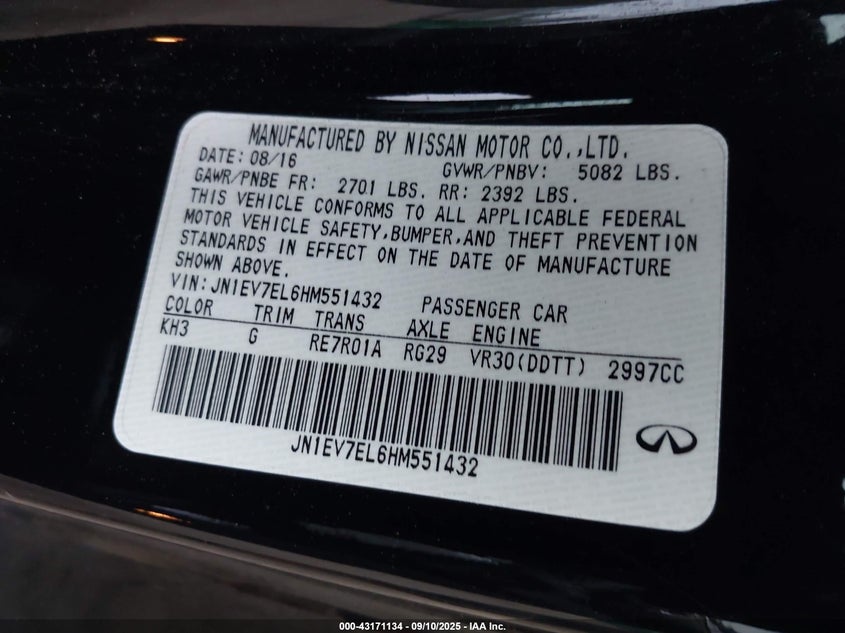 MANUFACTURED BY NISSAN MOTOR CO.,LTD.
DATE: 08/16 GVWR/PNBV: 5082 LBS.
GAWR/PNBE FR: 2701 LBS. RR: 2392 LBS.
THIS VEHICLE CONFORMS TO ALL APPLICABLE FEDERAL
MOTOR VEHICLE SAFETY,BUMPER,AND THEFT PREVENTION
STANDARDS IN EFFECT ON THE DATE OF MANUFACTURE
SHOWN ABOVE.
VIN:JN1EV7EL6HM551432 PASSENGER CAR
COLOR TRIM TRANS AXLE ENGINE
KH3 G RE7R01A RG29 VR30(DDTT) 2997CC
JN1EV7EL6HM551432
000-43171134 - 09/10/2025 - IAA Inc.